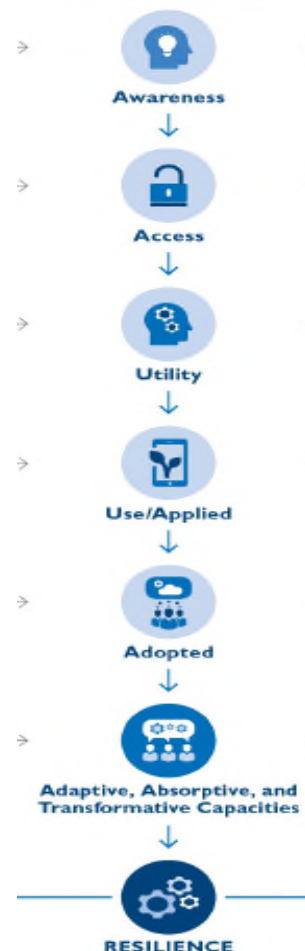 Awareness
Access
Utility
Use/Applied
Adopted
Adaptive, Absorptive, and
Transformative Capacities
RESILIENCE